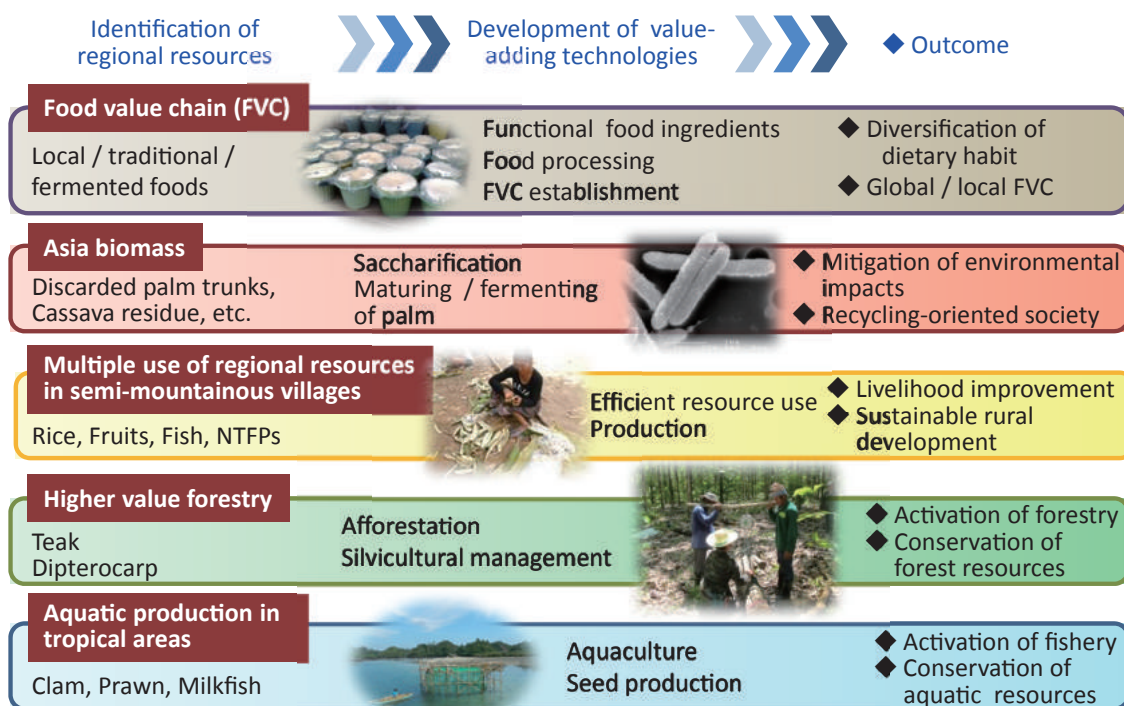 Identification of
regional resources
Development of value-
adding technologies
◆ Outcome
Food value chain (FVC)
Local / traditional /
fermented foods
Functional food ingredients
Food processing
FVC establishment
◆ Diversification of
dietary habit
◆ Global / local FVC
Asia biomass
Discarded palm trunks,
Cassava residue, etc.
Saccharification
Maturing / fermenting
of palm
◆ Mitigation of environmental
impacts
◆ Recycling-oriented society
Multiple use of regional resources
in semi-mountainous villages
Rice, Fruits, Fish, NTFPs
Efficient resource use
Production
◆ Livelihood improvement
◆ Sustainable rural
development
Higher value forestry
Teak
Dipterocarp
Afforestation
Silvicultural management
◆ Activation of forestry
◆ Conservation of
forest resources
Aquatic production in
tropical areas
Clam, Prawn, Milkfish
Aquaculture
Seed production
◆ Activation of fishery
◆ Conservation of
aquatic resources